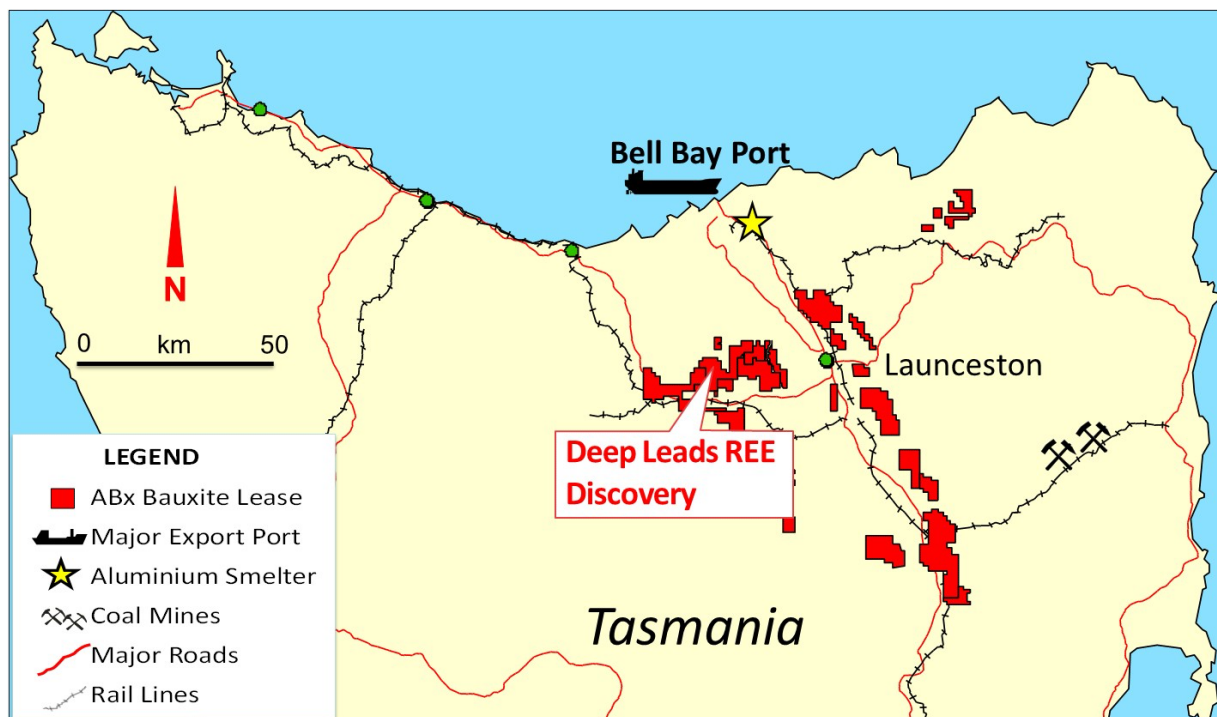 Bell Bay Port
N
0 km 50
Launceston
Deep Leads REE
Discovery
Tasmania
LEGEND
ABx Bauxite Lease
Major Export Port
Aluminium Smelter
Coal Mines
Major Roads
Rail Lines